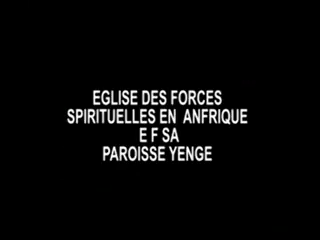 EGLISE DES FORCES
SPIRITUELLES EN ANFRIQUE
E F SA
PAROISSE YENGE